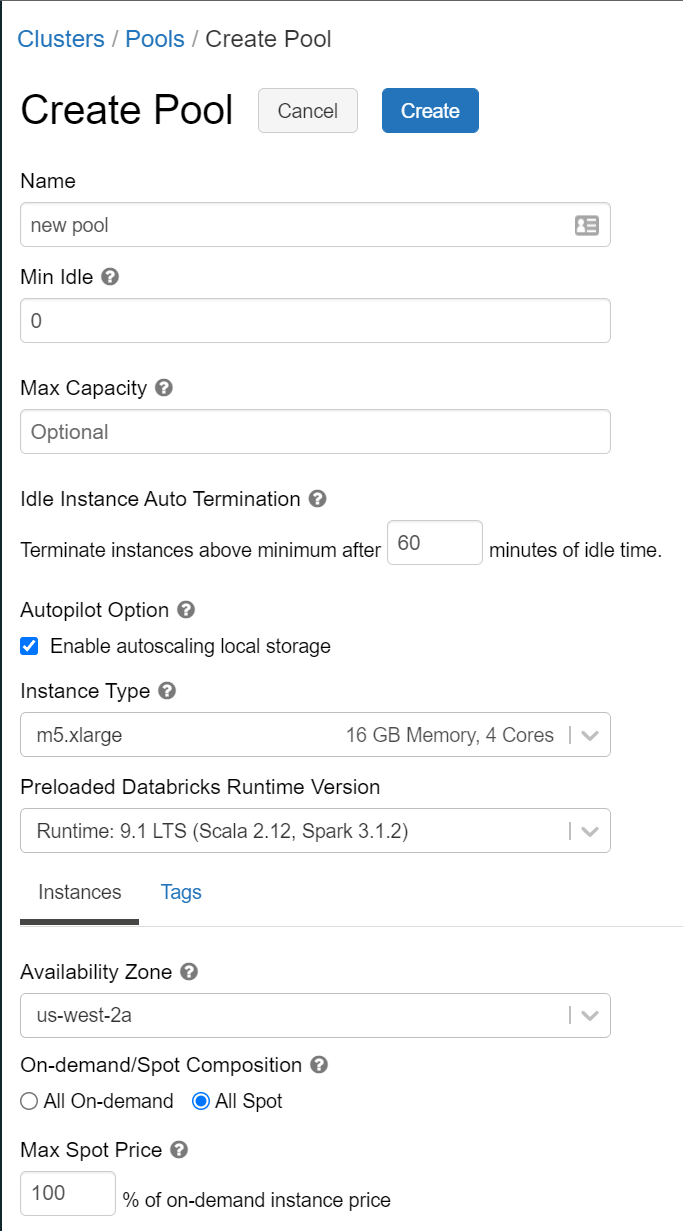 Clusters / Pools / Create Pool
Create Pool Cancel Create
Name
new pool
Min Idle ?
0
Max Capacity ?
Optional
Idle Instance Auto Termination ?
Terminate instances above minimum after 60 minutes of idle time.
Autopilot Option ?
Enable autoscaling local storage
Instance Type ?
m5.xlarge 16 GB Memory, 4 Cores
Preloaded Databricks Runtime Version
Runtime: 9.1 LTS (Scala 2.12, Spark 3.1.2)
Instances Tags
Availability Zone ?
us-west-2a
On-demand/Spot Composition ?
All On-demand All Spot
Max Spot Price ?
100 % of on-demand instance price